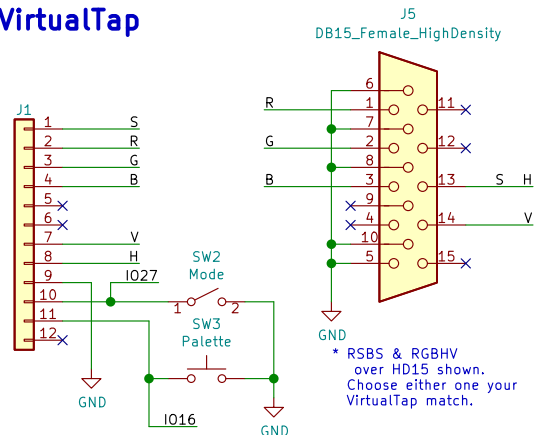 VirtualTap
J5
DB15_Female_HighDensity
J1
1 S
2 R
3 G
4 B
5
6
7 V
8 H
9
10 IO27
11
12
SW2
Mode
1 2
SW3
Palette
IO16
GND
GND
6
R 1 11
7
G 2 12
8
B 3 13 S H
9
4 14 V
10
5 15
GND
* RSBS & RGBHV
over HD15 shown.
Choose either one your
VirtualTap match.